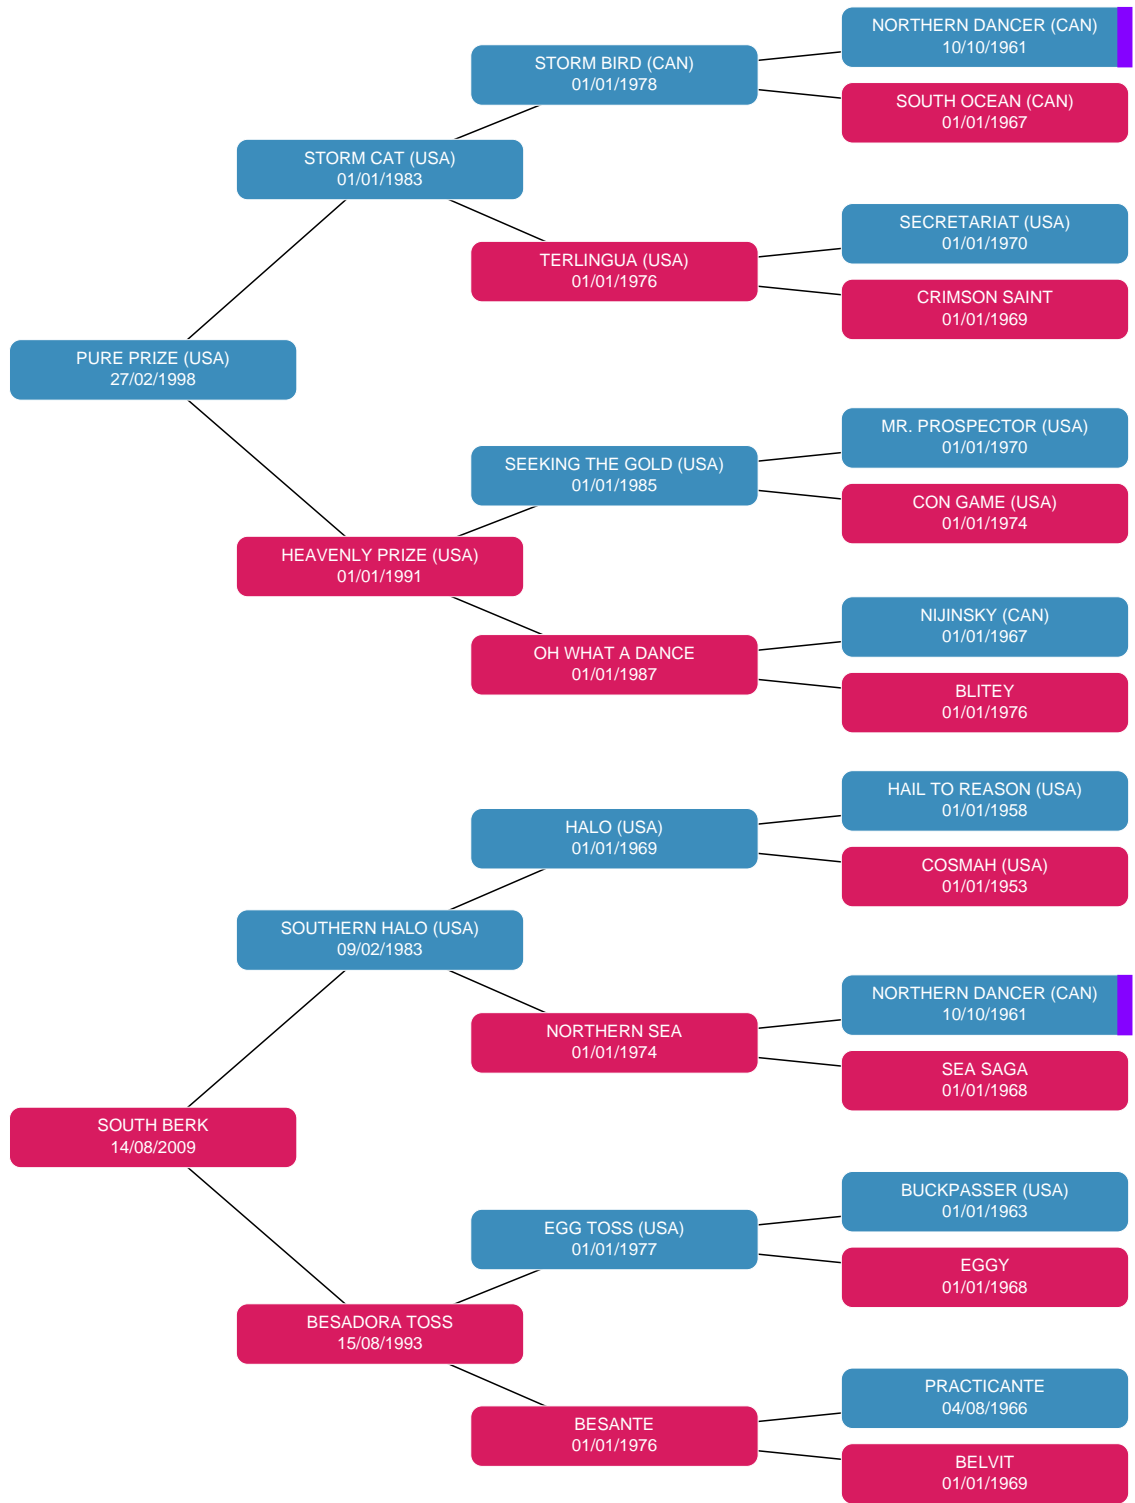 NORTHERN DANCER (CAN)
10/10/1961
STORM BIRD (CAN)
01/01/1978
SOUTH OCEAN (CAN)
01/01/1967
STORM CAT (USA)
01/01/1983
SECRETARIAT (USA)
01/01/1970
TERLINGUA (USA)
01/01/1976
CRIMSON SAINT
01/01/1969
PURE PRIZE (USA)
27/02/1998
MR. PROSPECTOR (USA)
01/01/1970
SEEKING THE GOLD (USA)
01/01/1985
CON GAME (USA)
01/01/1974
HEAVENLY PRIZE (USA)
01/01/1991
NIJINSKY (CAN)
01/01/1967
OH WHAT A DANCE
01/01/1987
BLITEY
01/01/1976
HAIL TO REASON (USA)
01/01/1958
HALO (USA)
01/01/1969
COSMAH (USA)
01/01/1953
SOUTHERN HALO (USA)
09/02/1983
NORTHERN DANCER (CAN)
10/10/1961
NORTHERN SEA
01/01/1974
SEA SAGA
01/01/1968
SOUTH BERK
14/08/2009
BUCKPASSER (USA)
01/01/1963
EGG TOSS (USA)
01/01/1977
EGGY
01/01/1968
BESADORA TOSS
15/08/1993
PRACTICANTE
04/08/1966
BESANTE
01/01/1976
BELVIT
01/01/1969